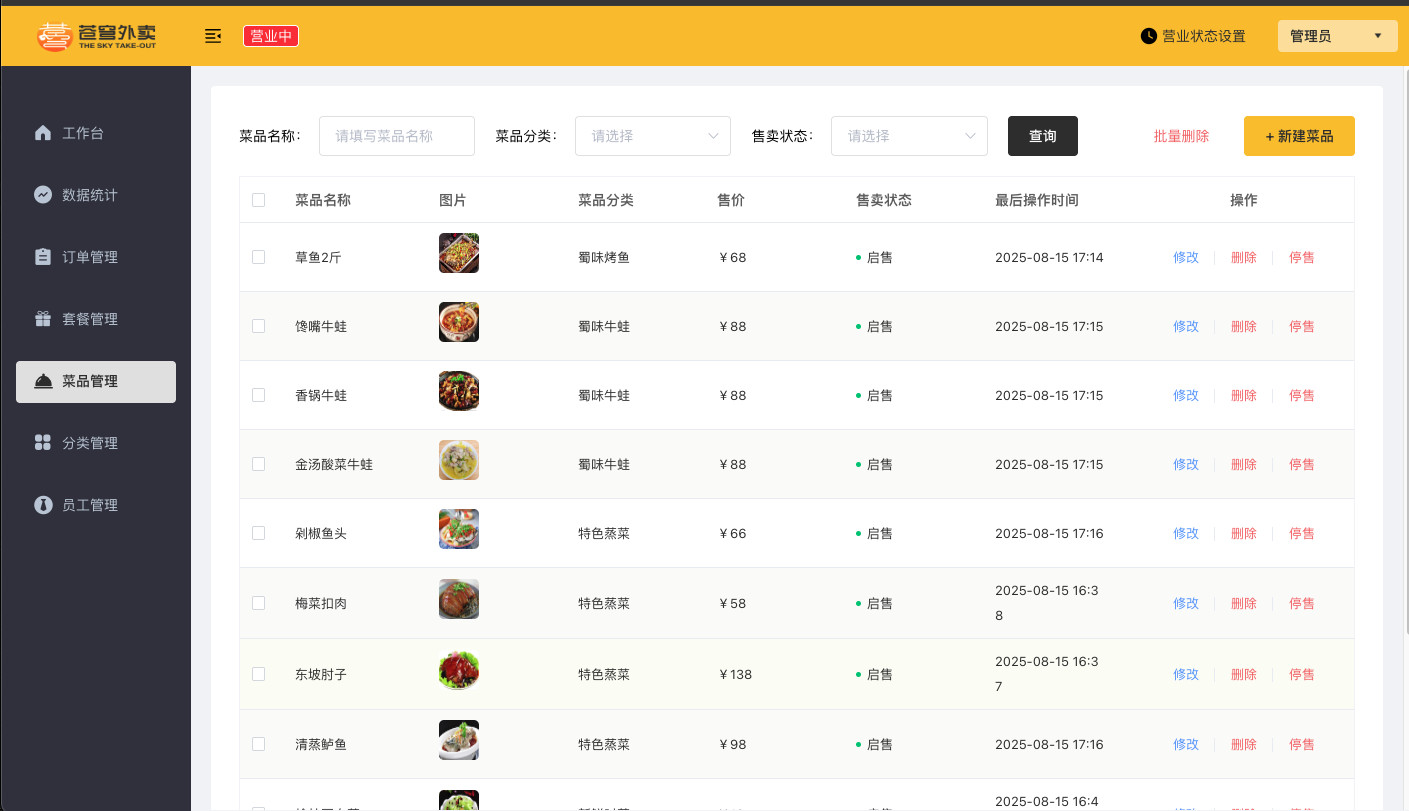 苍穹外卖
THE SKY TAKE-OUT
营业中
营业状态设置
管理员
工作台
数据统计
订单管理
套餐管理
菜品管理
分类管理
员工管理
菜品名称: 请填写菜品名称 菜品分类: 请选择 售卖状态: 请选择 查询 批量删除 + 新建菜品
菜品名称 图片 菜品分类 售价 售卖状态 最后操作时间 操作
草鱼2斤 蜀味烤鱼 ¥68 启售 2025-08-15 17:14 修改 删除 停售
馋嘴牛蛙 蜀味牛蛙 ¥88 启售 2025-08-15 17:15 修改 删除 停售
香锅牛蛙 蜀味牛蛙 ¥88 启售 2025-08-15 17:15 修改 删除 停售
金汤酸菜牛蛙 蜀味牛蛙 ¥88 启售 2025-08-15 17:15 修改 删除 停售
剁椒鱼头 特色蒸菜 ¥66 启售 2025-08-15 17:16 修改 删除 停售
梅菜扣肉 特色蒸菜 ¥58 启售 2025-08-15 16:3
8 修改 删除 停售
东坡肘子 特色蒸菜 ¥138 启售 2025-08-15 16:3
7 修改 删除 停售
清蒸鲈鱼 特色蒸菜 ¥98 启售 2025-08-15 17:16 修改 删除 停售
2025-08-15 16:4